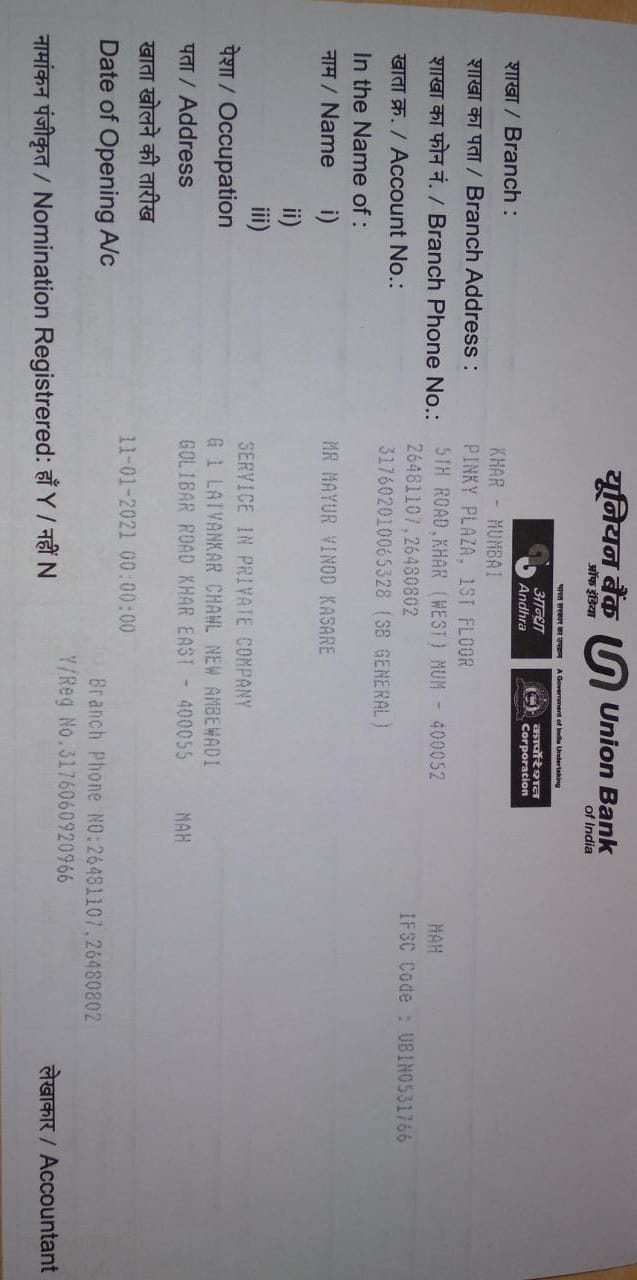 यूनियन बैंक Union Bank
ऑफ इंडिया of India
भारत सरकार का उपक्रम A Government of India Undertaking
आन्ध्रा Andhra
कार्पोरेशन Corporation
शाखा / Branch : KHAR - MUMBAI
शाखा का पता / Branch Address : PINKY PLAZA, 1ST FLOOR
5TH ROAD,KHAR (WEST) MUM - 400052 MAH
शाखा का फोन नं. / Branch Phone No.: 26481107,26480802 IFSC Code : UBIN0531766
खाता क्र. / Account No.: 317602010065328 (SB GENERAL)
In the Name of :
नाम / Name i) MR MAYUR VINOD KASARE
ii)
iii)
पेशा / Occupation SERVICE IN PRIVATE COMPANY
पता / Address G 1 LATVANKAR CHAWL NEW AMBEWADI
GOLIBAR ROAD KHAR EAST - 400055 MAH
खाता खोलने की तारीख
Date of Opening A/c 11-01-2021 00:00:00
Branch Phone NO:26481107,26480802
नामांकन पंजीकृत / Nomination Registrered: हाँ Y / नहीं N Y/Reg No.3176060920966
लेखाकार / Accountant